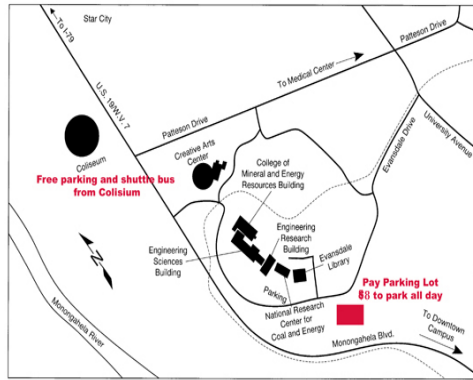 To I-79
Star City
U.S. 19/W.V. 7
Patteson Drive
To Medical Center
Patteson Drive
University Avenue
Evansdale Drive
Coliseum
Free parking and shuttle bus
from Colisium
Creative Arts
Center
College of
Mineral and Energy
Resources Building
Engineering
Research
Building
Engineering
Sciences
Building
Evansdale
Library
Parking
National Research
Center for
Coal and Energy
Pay Parking Lot
$8 to park all day
N
Monongahela River
Monongahela Blvd.
To Downtown
Campus